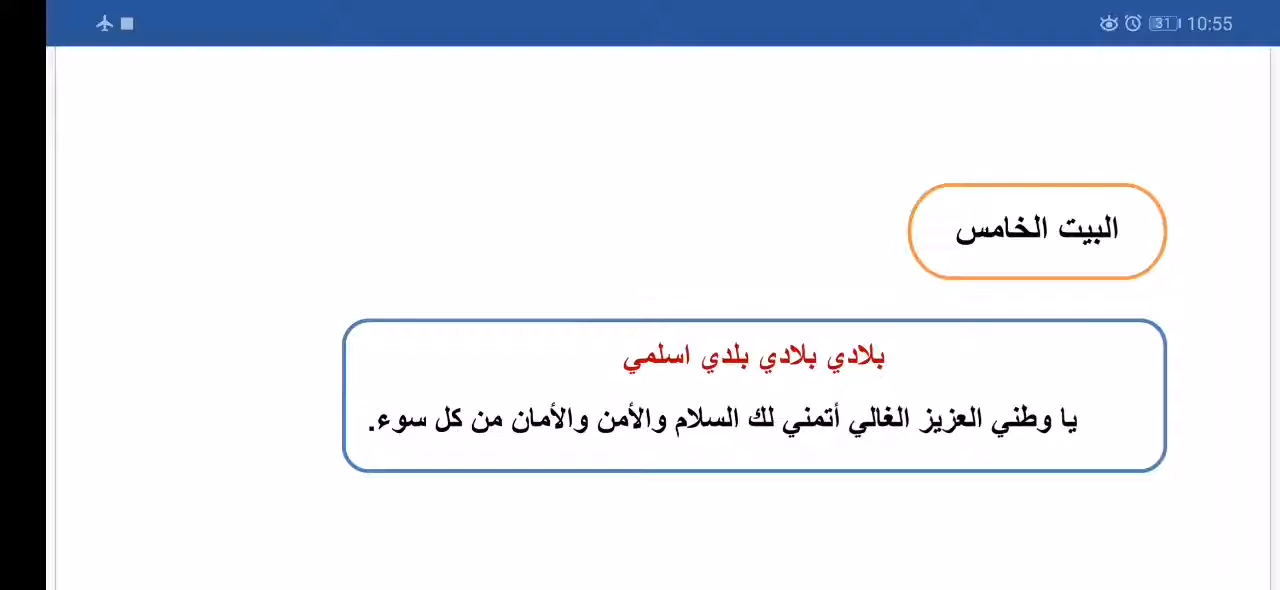 31 10:55
البيت الخامس
بلادي بلادي بلدي اسلمي
يا وطني العزيز الغالي أتمني لك السلام والأمن والأمان من كل سوء.